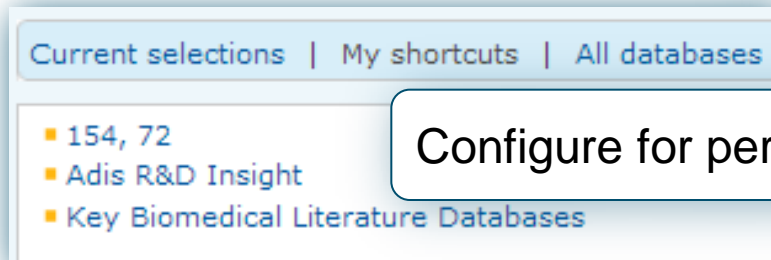 Current selections | My shortcuts | All databases
154, 72
Configure for per
Adis R&D Insight
Key Biomedical Literature Databases